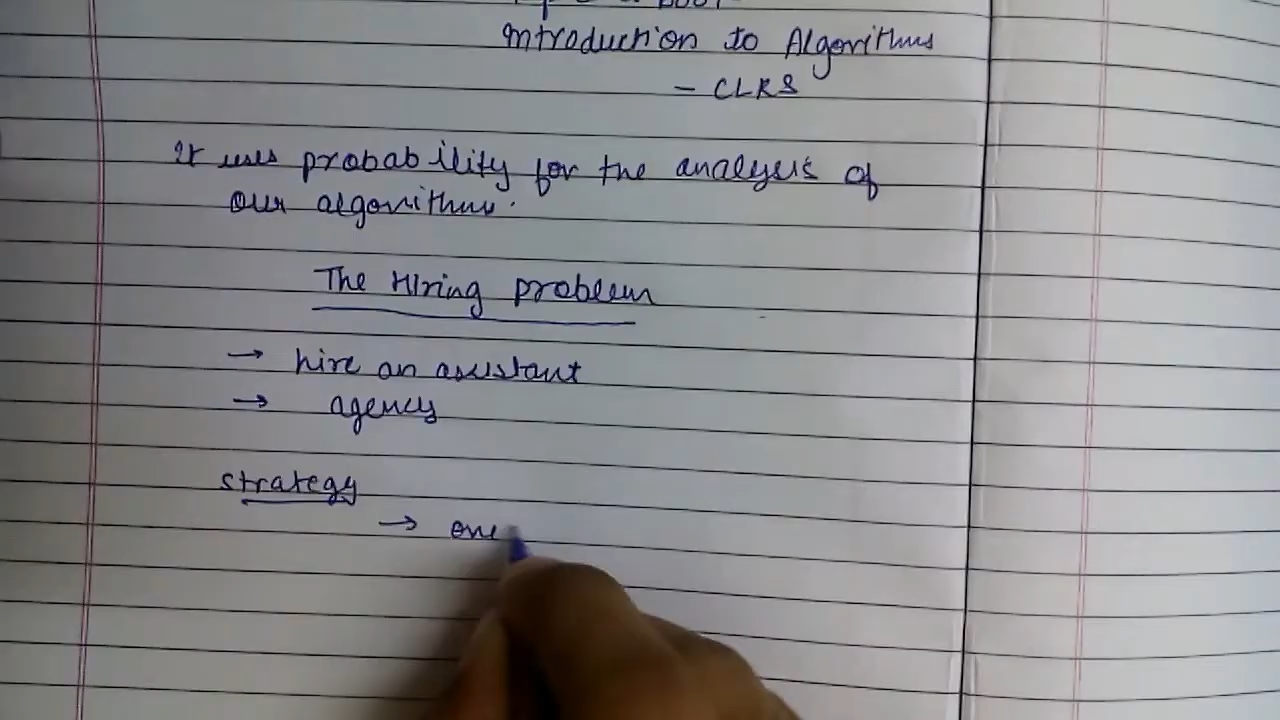 Introduction to Algorithms
- CLRS
It uses probability for the analysis of
our algorithms.
The Hiring problem
→ hire an assistant
→ agency
strategy
→ one